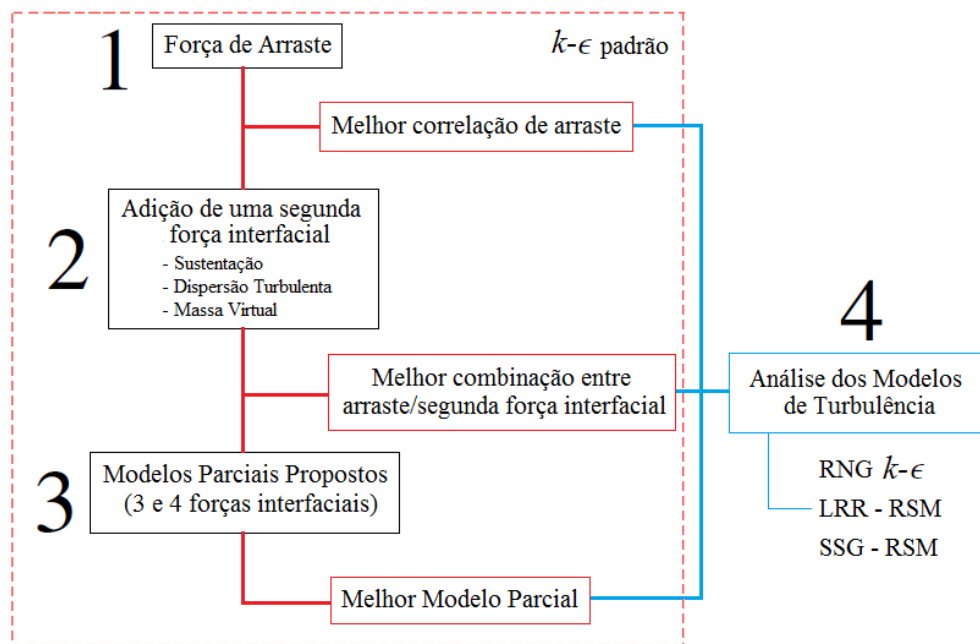 1
Força de Arraste
k-ϵ padrão
Melhor correlação de arraste
2
Adição de uma segunda
força interfacial
- Sustentação
- Dispersão Turbulenta
- Massa Virtual
Melhor combinação entre
arraste/segunda força interfacial
3
Modelos Parciais Propostos
(3 e 4 forças interfaciais)
Melhor Modelo Parcial
4
Análise dos Modelos
de Turbulência
RNG k-ϵ
LRR - RSM
SSG - RSM